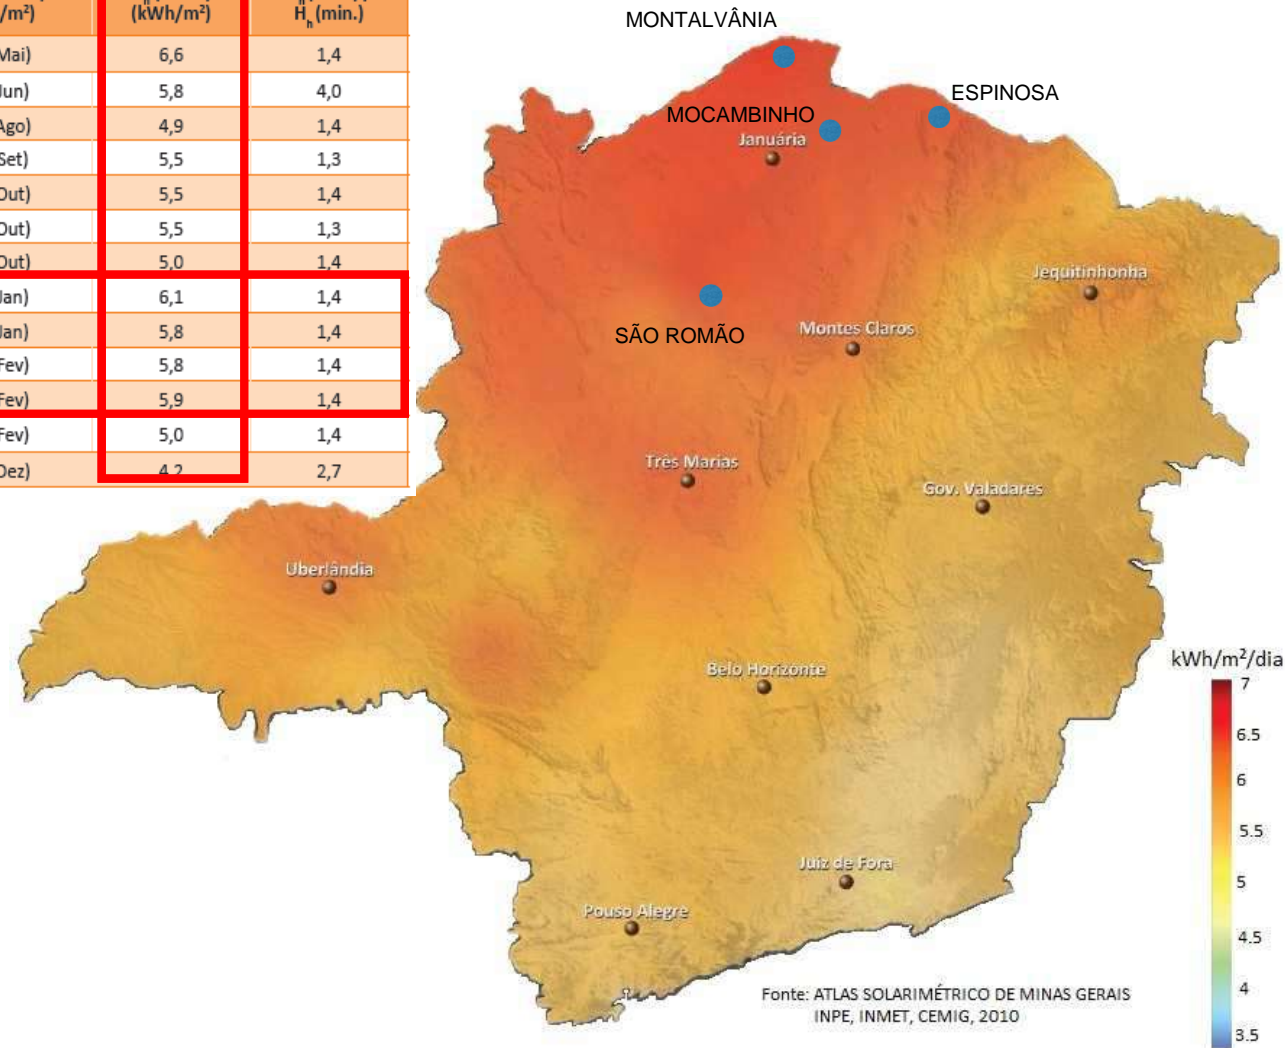 /m²) (kWh/m²) H_h (min.)
Mai) 6,6 1,4
Jun) 5,8 4,0
Ago) 4,9 1,4
Set) 5,5 1,3
Out) 5,5 1,4
Out) 5,5 1,3
Out) 5,0 1,4
Jan) 6,1 1,4
Jan) 5,8 1,4
Fev) 5,8 1,4
Fev) 5,9 1,4
Fev) 5,0 1,4
Dez) 4,2 2,7
MONTALVÂNIA
ESPINOSA
MOCAMBINHO
Januária
Jequitinhonha
SÃO ROMÃO
Montes Claros
Três Marias
Gov. Valadares
Uberlândia
Belo Horizonte
Juiz de Fora
Pouso Alegre
kWh/m²/dia
7
6.5
6
5.5
5
4.5
4
3.5
Fonte: ATLAS SOLARIMÉTRICO DE MINAS GERAIS
INPE, INMET, CEMIG, 2010